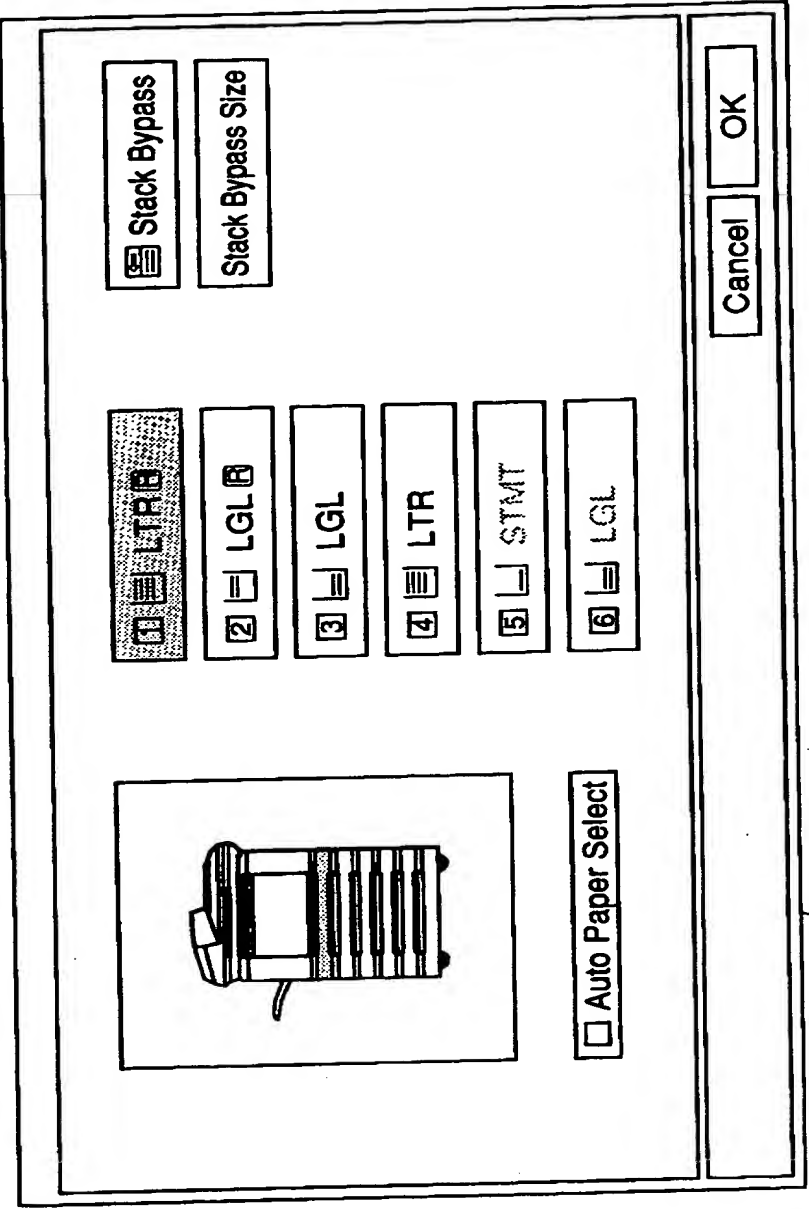 1 LTR R
2 LGL R
3 LGL
4 LTR
5 STMT
6 LGL
Stack Bypass
Stack Bypass Size
Auto Paper Select
Cancel
OK